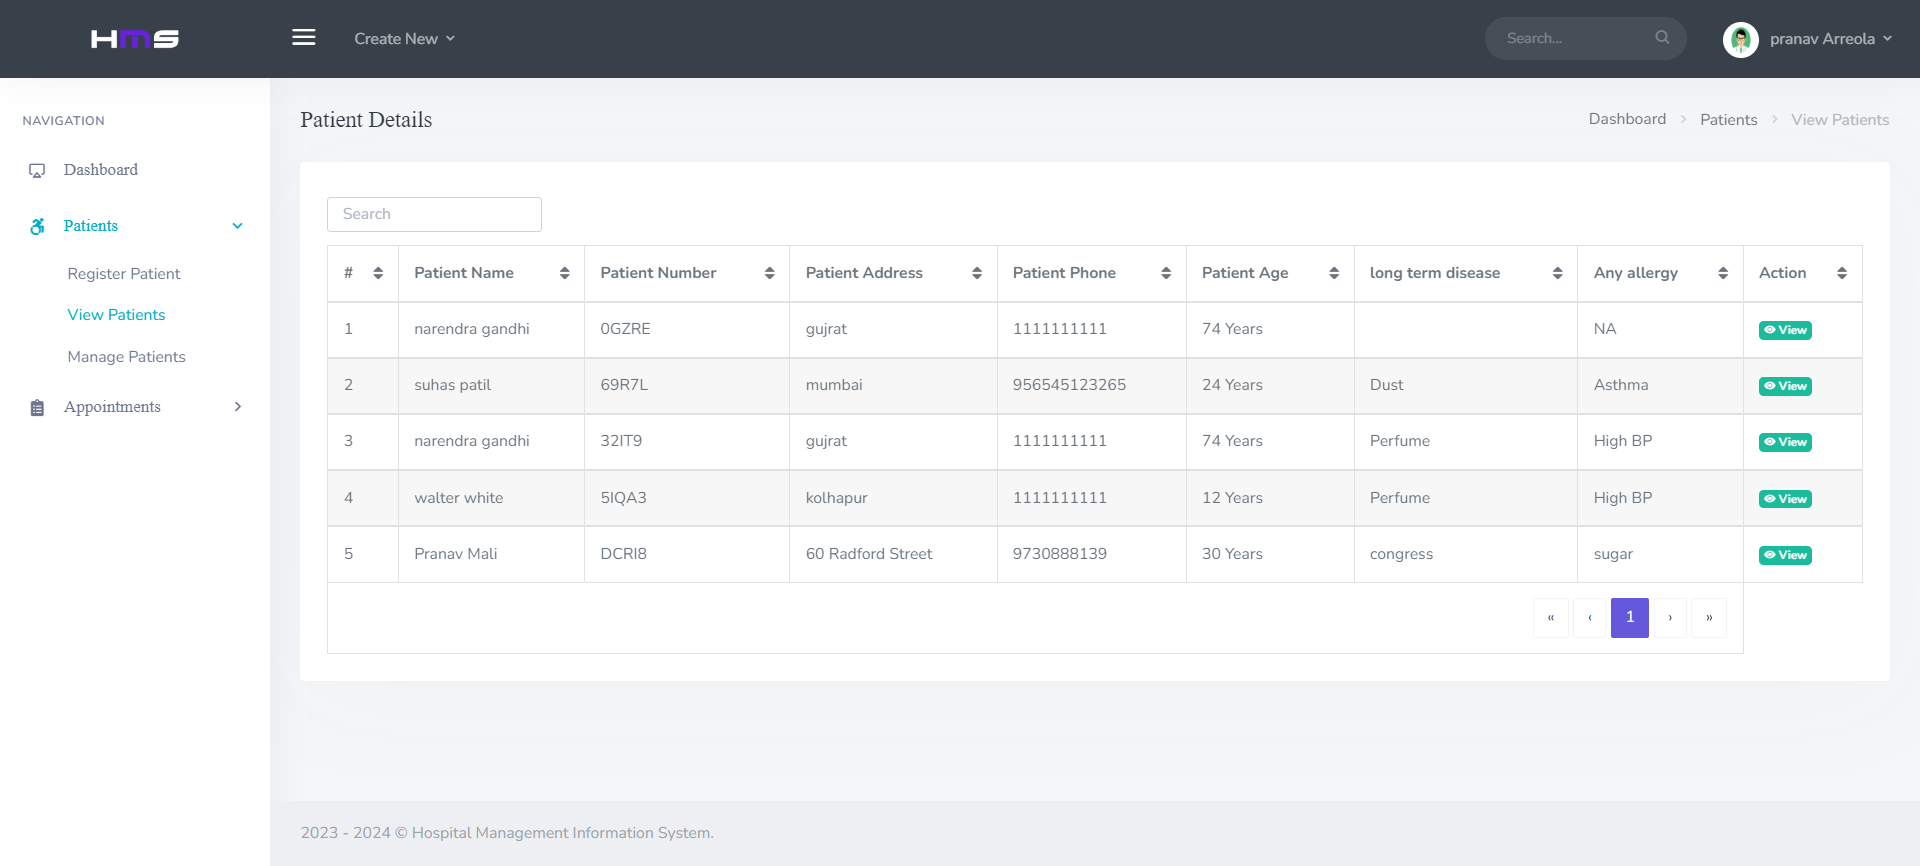 HMS
Create New
Search...
pranav Arreola
NAVIGATION
Dashboard
Patients
Register Patient
View Patients
Manage Patients
Appointments
Patient Details
Dashboard > Patients > View Patients
Search
# Patient Name Patient Number Patient Address Patient Phone Patient Age long term disease Any allergy Action
1 narendra gandhi 0GZRE gujrat 1111111111 74 Years NA View
2 suhas patil 69R7L mumbai 956545123265 24 Years Dust Asthma View
3 narendra gandhi 32IT9 gujrat 1111111111 74 Years Perfume High BP View
4 walter white 5IQA3 kolhapur 1111111111 12 Years Perfume High BP View
5 Pranav Mali DCRI8 60 Radford Street 9730888139 30 Years congress sugar View
« ‹ 1 › »
2023 - 2024 © Hospital Management Information System.